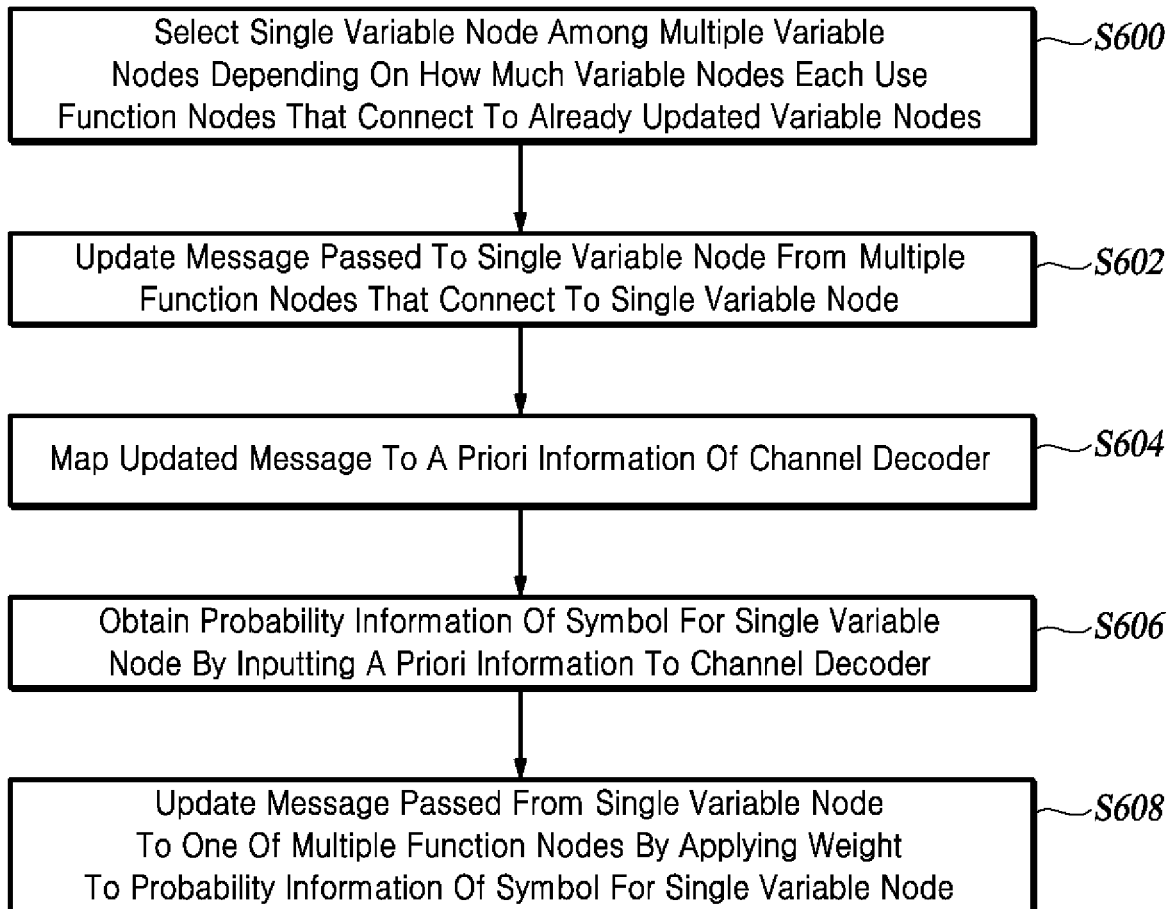 Select Single Variable Node Among Multiple Variable
Nodes Depending On How Much Variable Nodes Each Use
Function Nodes That Connect To Already Updated Variable Nodes
S600
Update Message Passed To Single Variable Node From Multiple
Function Nodes That Connect To Single Variable Node
S602
Map Updated Message To A Priori Information Of Channel Decoder
S604
Obtain Probability Information Of Symbol For Single Variable
Node By Inputting A Priori Information To Channel Decoder
S606
Update Message Passed From Single Variable Node
To One Of Multiple Function Nodes By Applying Weight
To Probability Information Of Symbol For Single Variable Node
S608